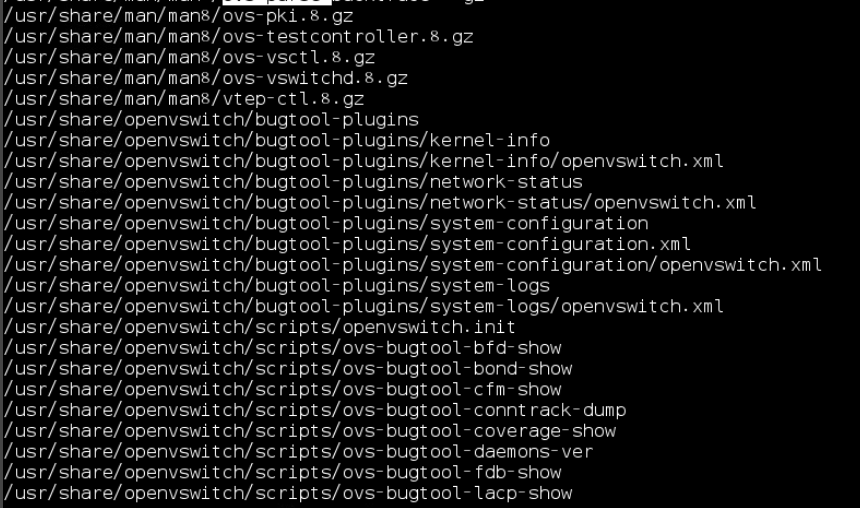 /usr/share/man/man8/ovs-pki.8.gz
/usr/share/man/man8/ovs-testcontroller.8.gz
/usr/share/man/man8/ovs-vsctl.8.gz
/usr/share/man/man8/ovs-vswitchd.8.gz
/usr/share/man/man8/vtep-ctl.8.gz
/usr/share/openvswitch/bugtool-plugins
/usr/share/openvswitch/bugtool-plugins/kernel-info
/usr/share/openvswitch/bugtool-plugins/kernel-info/openvswitch.xml
/usr/share/openvswitch/bugtool-plugins/network-status
/usr/share/openvswitch/bugtool-plugins/network-status/openvswitch.xml
/usr/share/openvswitch/bugtool-plugins/system-configuration
/usr/share/openvswitch/bugtool-plugins/system-configuration.xml
/usr/share/openvswitch/bugtool-plugins/system-configuration/openvswitch.xml
/usr/share/openvswitch/bugtool-plugins/system-logs
/usr/share/openvswitch/bugtool-plugins/system-logs/openvswitch.xml
/usr/share/openvswitch/scripts/openvswitch.init
/usr/share/openvswitch/scripts/ovs-bugtool-bfd-show
/usr/share/openvswitch/scripts/ovs-bugtool-bond-show
/usr/share/openvswitch/scripts/ovs-bugtool-cfm-show
/usr/share/openvswitch/scripts/ovs-bugtool-conntrack-dump
/usr/share/openvswitch/scripts/ovs-bugtool-coverage-show
/usr/share/openvswitch/scripts/ovs-bugtool-daemons-ver
/usr/share/openvswitch/scripts/ovs-bugtool-fdb-show
/usr/share/openvswitch/scripts/ovs-bugtool-lacp-show